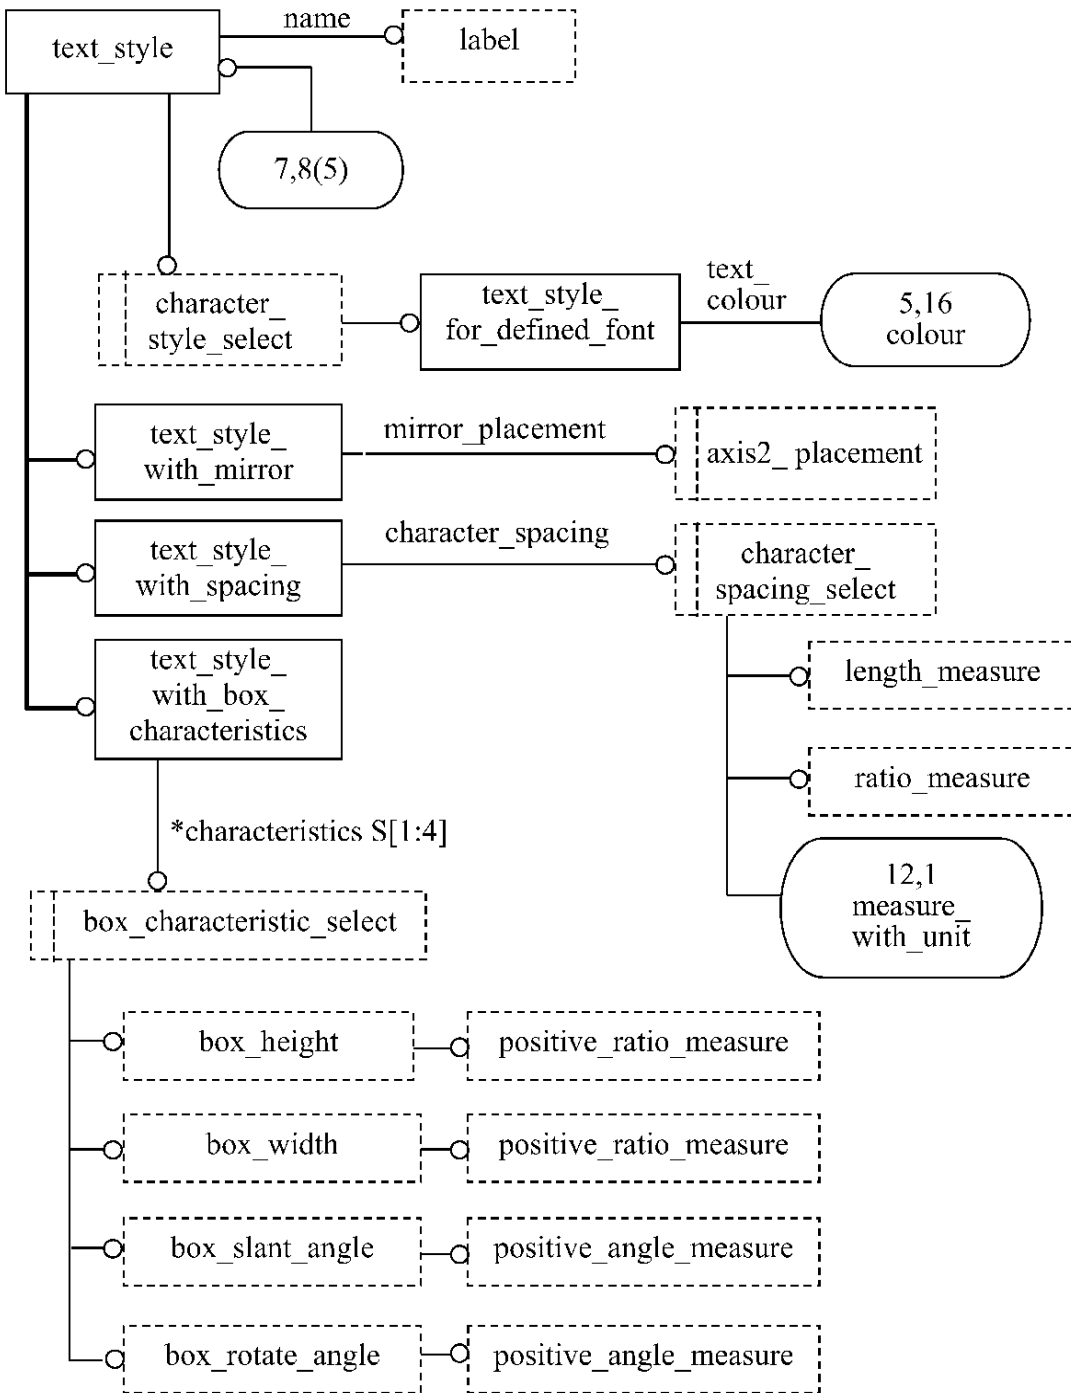 name
text_style
label
7,8(5)
character_
style_select
text_style_
for_defined_font
text_
colour
5,16
colour
text_style_
with_mirror
mirror_placement
axis2_ placement
text_style_
with_spacing
character_spacing
character_
spacing_select
text_style_
with_box_
characteristics
length_measure
ratio_measure
*characteristics S[1:4]
12,1
measure_
with_unit
box_characteristic_select
box_height
positive_ratio_measure
box_width
positive_ratio_measure
box_slant_angle
positive_angle_measure
box_rotate_angle
positive_angle_measure